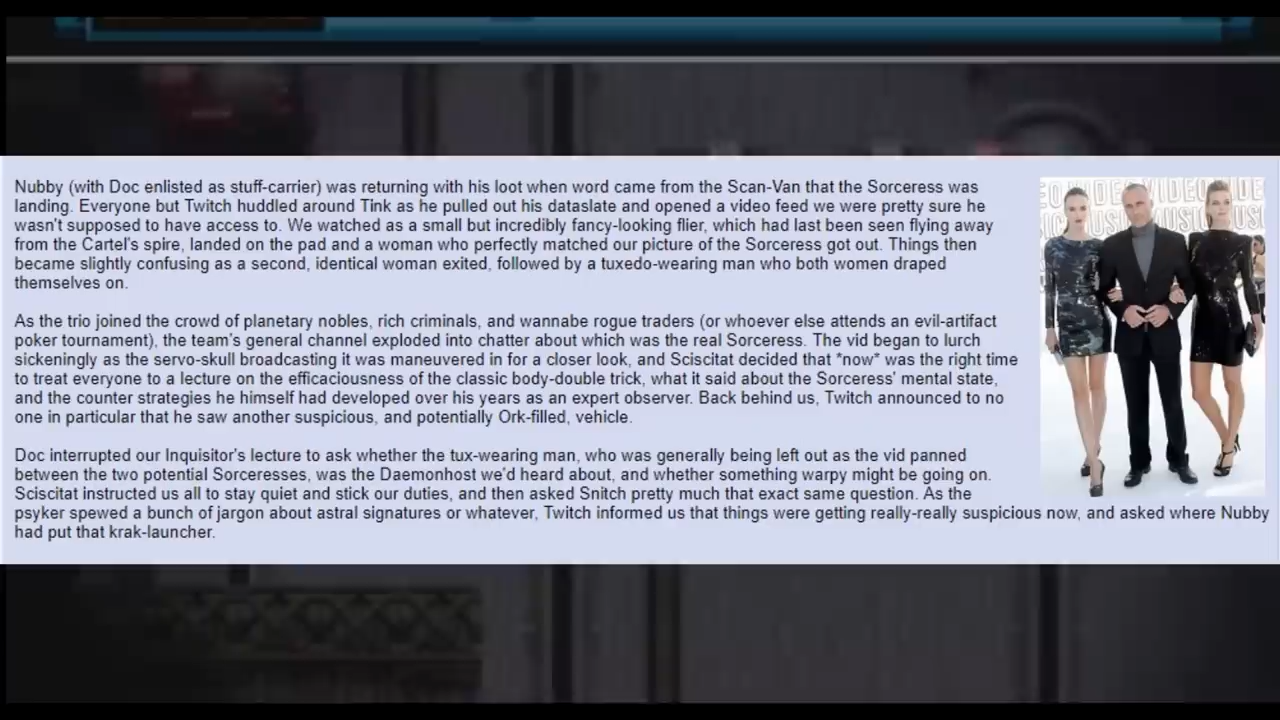 Nubby (with Doc enlisted as stuff-carrier) was returning with his loot when word came from the Scan-Van that the Sorceress was
landing. Everyone but Twitch huddled around Tink as he pulled out his dataslate and opened a video feed we were pretty sure he
wasn't supposed to have access to. We watched as a small but incredibly fancy-looking flier, which had last been seen flying away
from the Cartel's spire, landed on the pad and a woman who perfectly matched our picture of the Sorceress got out. Things then
became slightly confusing as a second, identical woman exited, followed by a tuxedo-wearing man who both women draped
themselves on.
As the trio joined the crowd of planetary nobles, rich criminals, and wannabe rogue traders (or whoever else attends an evil-artifact
poker tournament), the team's general channel exploded into chatter about which was the real Sorceress. The vid began to lurch
sickeningly as the servo-skull broadcasting it was maneuvered in for a closer look, and Sciscitat decided that *now* was the right time
to treat everyone to a lecture on the efficaciousness of the classic body-double trick, what it said about the Sorceress' mental state,
and the counter strategies he himself had developed over his years as an expert observer. Back behind us, Twitch announced to no
one in particular that he saw another suspicious, and potentially Ork-filled, vehicle.
Doc interrupted our Inquisitor's lecture to ask whether the tux-wearing man, who was generally being left out as the vid panned
between the two potential Sorceresses, was the Daemonhost we'd heard about, and whether something warpy might be going on.
Sciscitat instructed us all to stay quiet and stick our duties, and then asked Snitch pretty much that exact same question. As the
psyker spewed a bunch of jargon about astral signatures or whatever, Twitch informed us that things were getting really-really suspicious now, and asked where Nubby
had put that krak-launcher.